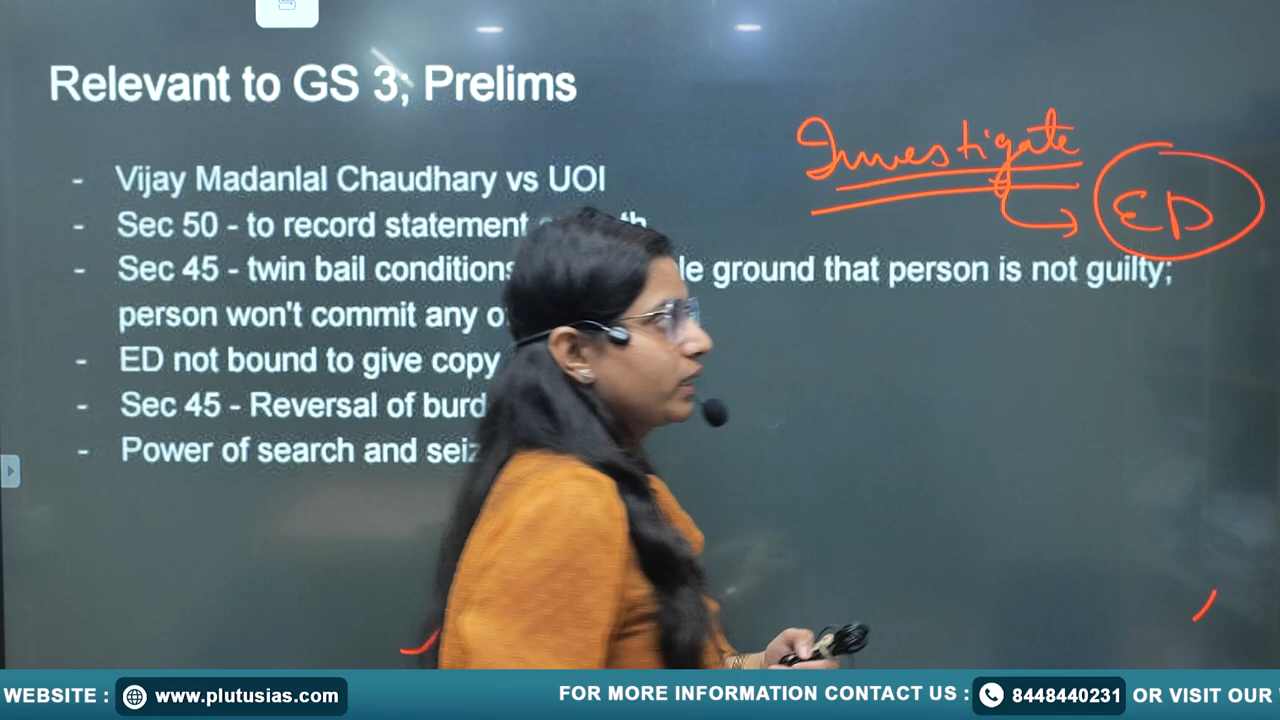 Relevant to GS 3; Prelims
Investigate
ED
- Vijay Madanlal Chaudhary vs UOI
- Sec 50 - to record statement
- Sec 45 - twin bail conditions ground that person is not guilty;
person won't commit any
- ED not bound to give copy
- Sec 45 - Reversal of
- Power of search and
WEBSITE : www.plutusias.com FOR MORE INFORMATION CONTACT US : 8448440231 OR VISIT OUR